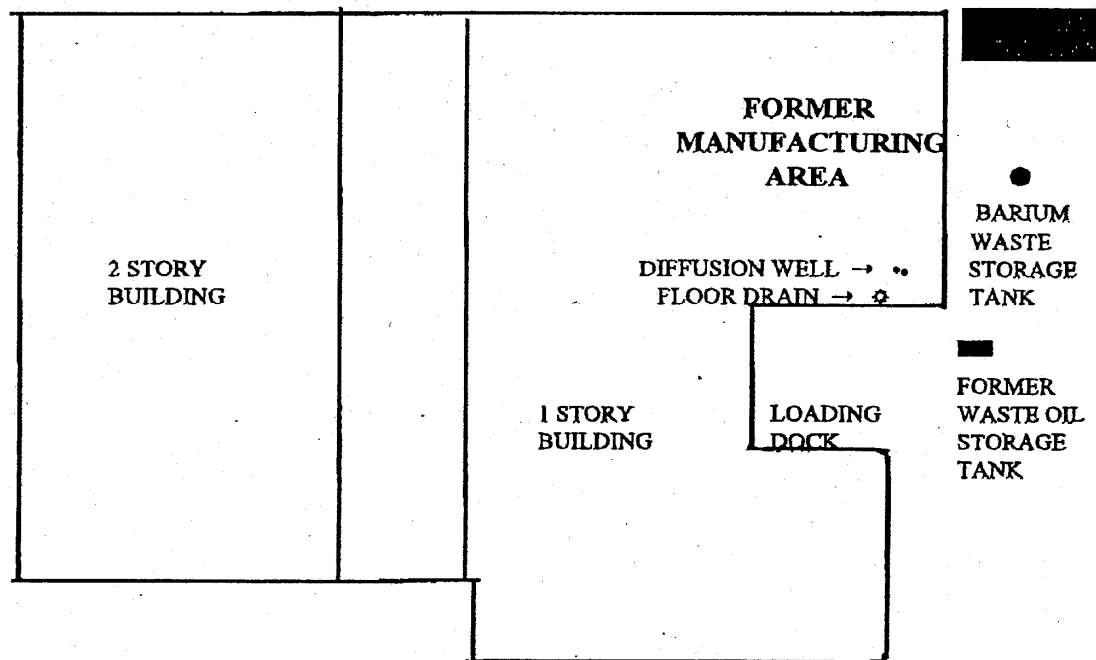 FORMER
MANUFACTURING
AREA
BARIUM
WASTE
STORAGE
TANK
2 STORY
BUILDING
DIFFUSION WELL →
FLOOR DRAIN →
1 STORY
BUILDING
LOADING
DOCK
FORMER
WASTE OIL
STORAGE
TANK